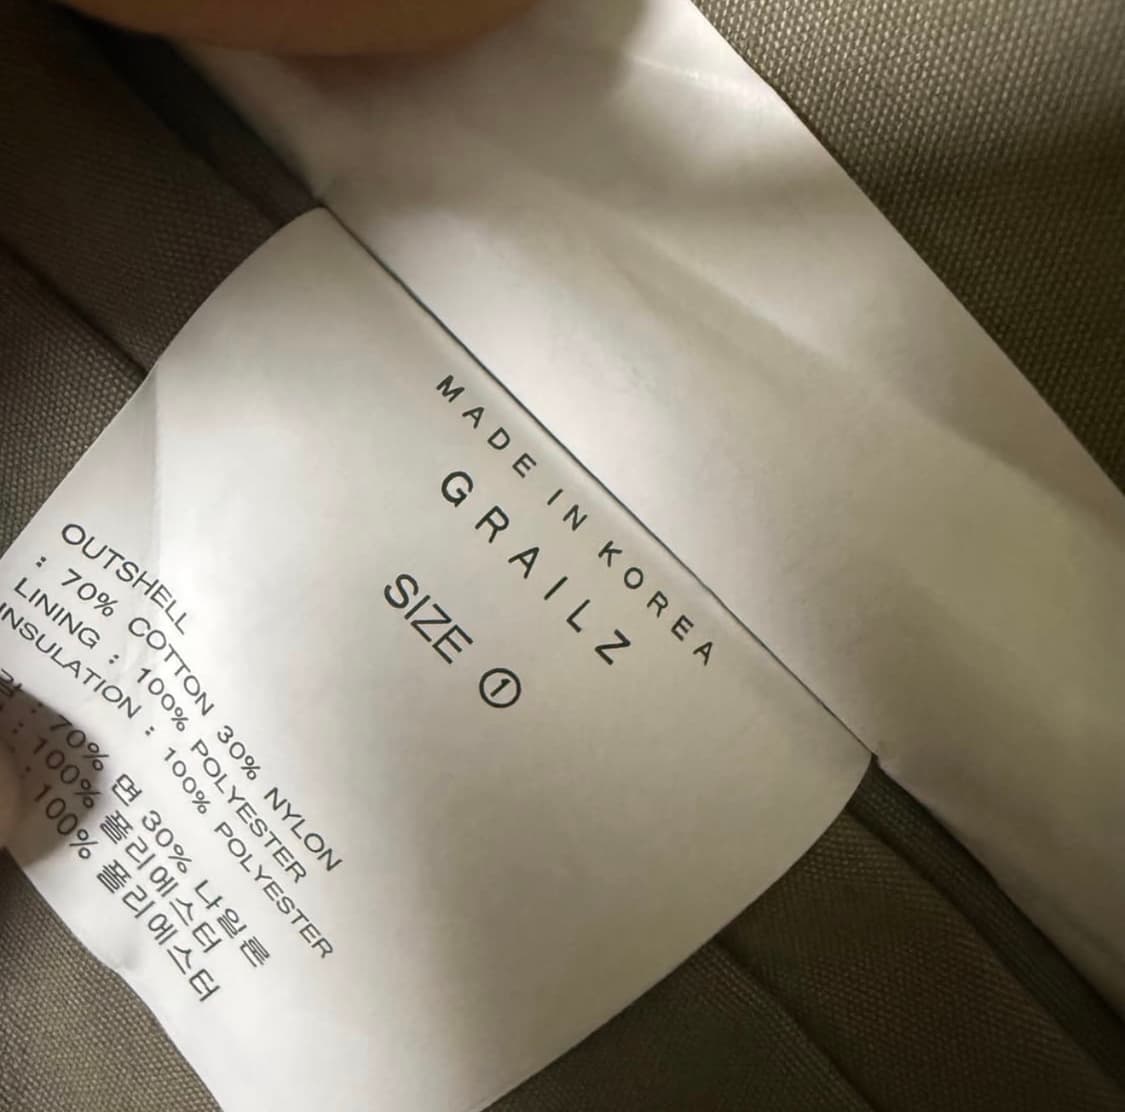 MADE IN KOREA
GRAILZ
SIZE ①
OUTSHELL
: 70% COTTON 30% NYLON
LINING : 100% POLYESTER
INSULATION : 100% POLYESTER
: 70% 면 30% 나일론
: 100% 폴리에스터
: 100% 폴리에스터